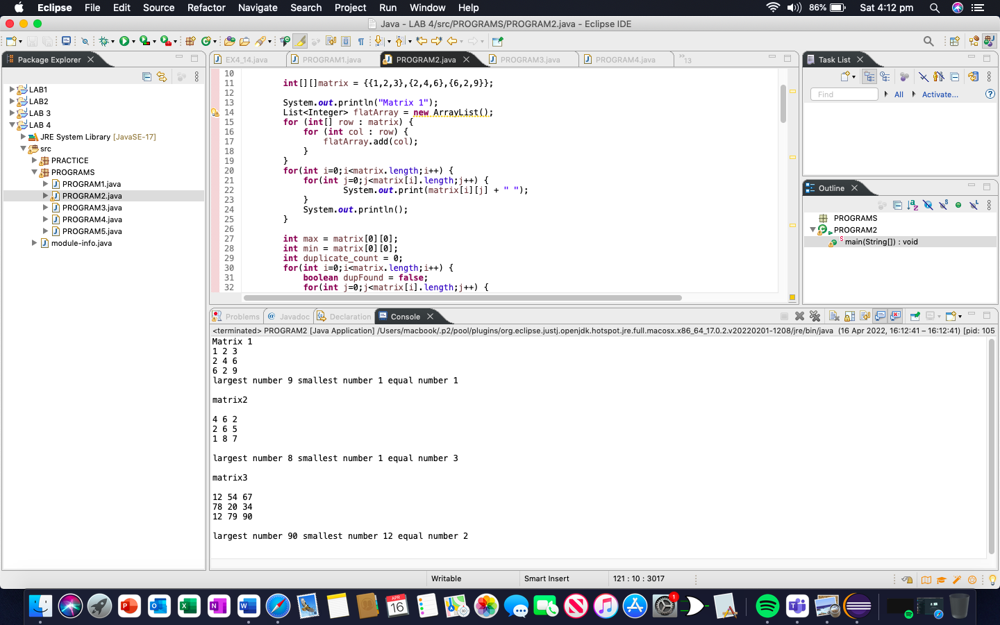 Eclipse File Edit Source Refactor Navigate Search Project Run Window Help 86% Sat 4:12 pm
Java - LAB 4/src/PROGRAMS/PROGRAM2.java - Eclipse IDE
Package Explorer
LAB1
LAB2
LAB 3
LAB 4
JRE System Library [JavaSE-17]
src
PRACTICE
PROGRAMS
PROGRAM1.java
PROGRAM2.java
PROGRAM3.java
PROGRAM4.java
PROGRAM5.java
module-info.java
EX4_14.java PROGRAM1.java PROGRAM2.java PROGRAM3.java PROGRAM4.java »13
10
11 int[][]matrix = {{1,2,3},{2,4,6},{6,2,9}};
12
13 System.out.println("Matrix 1");
14 List<Integer> flatArray = new ArrayList();
15 for (int[] row : matrix) {
16 for (int col : row) {
17 flatArray.add(col);
18 }
19 }
20 for(int i=0;i<matrix.length;i++) {
21 for(int j=0;j<matrix[i].length;j++) {
22 System.out.print(matrix[i][j] + " ");
23 }
24 System.out.println();
25 }
26
27 int max = matrix[0][0];
28 int min = matrix[0][0];
29 int duplicate_count = 0;
30 for(int i=0;i<matrix.length;i++) {
31 boolean dupFound = false;
32 for(int j=0;j<matrix[i].length;j++) {
Task List
Find All Activate...
Outline
PROGRAMS
PROGRAM2
main(String[]) : void
Problems Javadoc Declaration Console
<terminated> PROGRAM2 [Java Application] /Users/macbook/.p2/pool/plugins/org.eclipse.justj.openjdk.hotspot.jre.full.macosx.x86_64_17.0.2.v20220201-1208/jre/bin/java (16 Apr 2022, 16:12:41 – 16:12:41) [pid: 105
Matrix 1
1 2 3
2 4 6
6 2 9
largest number 9 smallest number 1 equal number 1
matrix2
4 6 2
2 6 5
1 8 7
largest number 8 smallest number 1 equal number 3
matrix3
12 54 67
78 20 34
12 79 90
largest number 90 smallest number 12 equal number 2
Writable Smart Insert 121 : 10 : 3017
APR
16
1